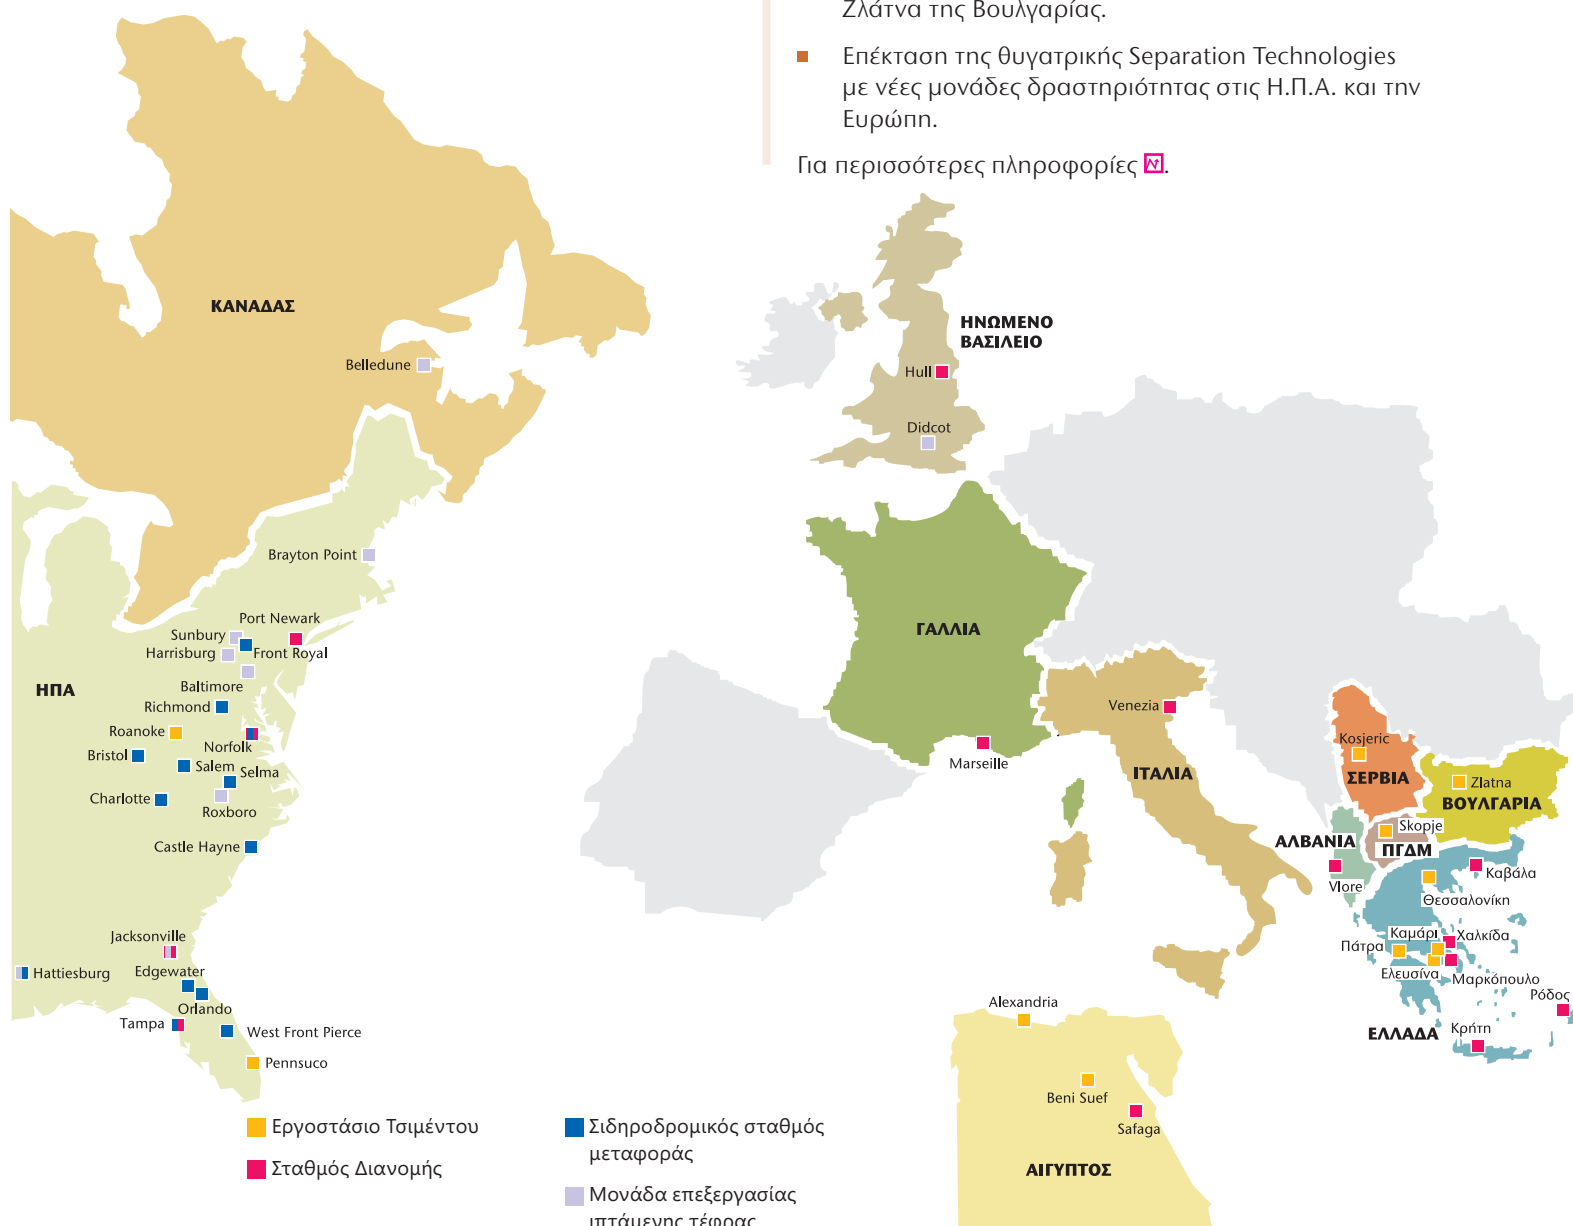 Ζλάτνα της Βουλγαρίας.
Επέκταση της θυγατρικής Separation Technologies
με νέες μονάδες δραστηριότητας στις Η.Π.Α. και την
Ευρώπη.
Για περισσότερες πληροφορίες
ΚΑΝΑΔΑΣ
Belledune
ΗΝΩΜΕΝΟ
ΒΑΣΙΛΕΙΟ
Hull
Didcot
Brayton Point
Port Newark
Sunbury
Harrisburg
Front Royal
ΗΠΑ
Baltimore
Richmond
Roanoke
Norfolk
Bristol
Salem
Selma
Charlotte
Roxboro
Castle Hayne
Jacksonville
Hattiesburg
Edgewater
Orlando
Tampa
West Front Pierce
Pennsuco
ΓΑΛΛΙΑ
Marseille
Venezia
ΙΤΑΛΙΑ
Kosjeric
ΣΕΡΒΙΑ
Zlatna
ΒΟΥΛΓΑΡΙΑ
Skopje
ΑΛΒΑΝΙΑ
ΠΓΔΜ
Vlore
Καβάλα
Θεσσαλονίκη
Καμάρι
Χαλκίδα
Πάτρα
Ελευσίνα
Μαρκόπουλο
Ρόδος
ΕΛΛΑΔΑ
Κρήτη
Alexandria
Beni Suef
Safaga
ΑΙΓΥΠΤΟΣ
Εργοστάσιο Τσιμέντου
Σταθμός Διανομής
Σιδηροδρομικός σταθμός
μεταφοράς
Μονάδα επεξεργασίας
ιπτάμενης τέφρας